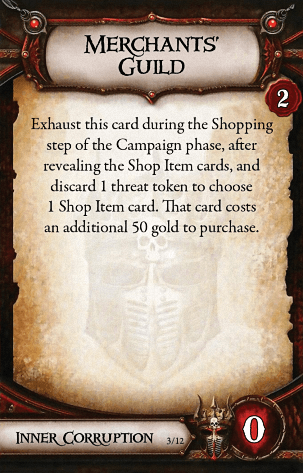 Merchants'
Guild
2
Exhaust this card during the Shopping
step of the Campaign phase, after
revealing the Shop Item cards, and
discard 1 threat token to choose
1 Shop Item card. That card costs
an additional 50 gold to purchase.
Inner Corruption 3/12
0